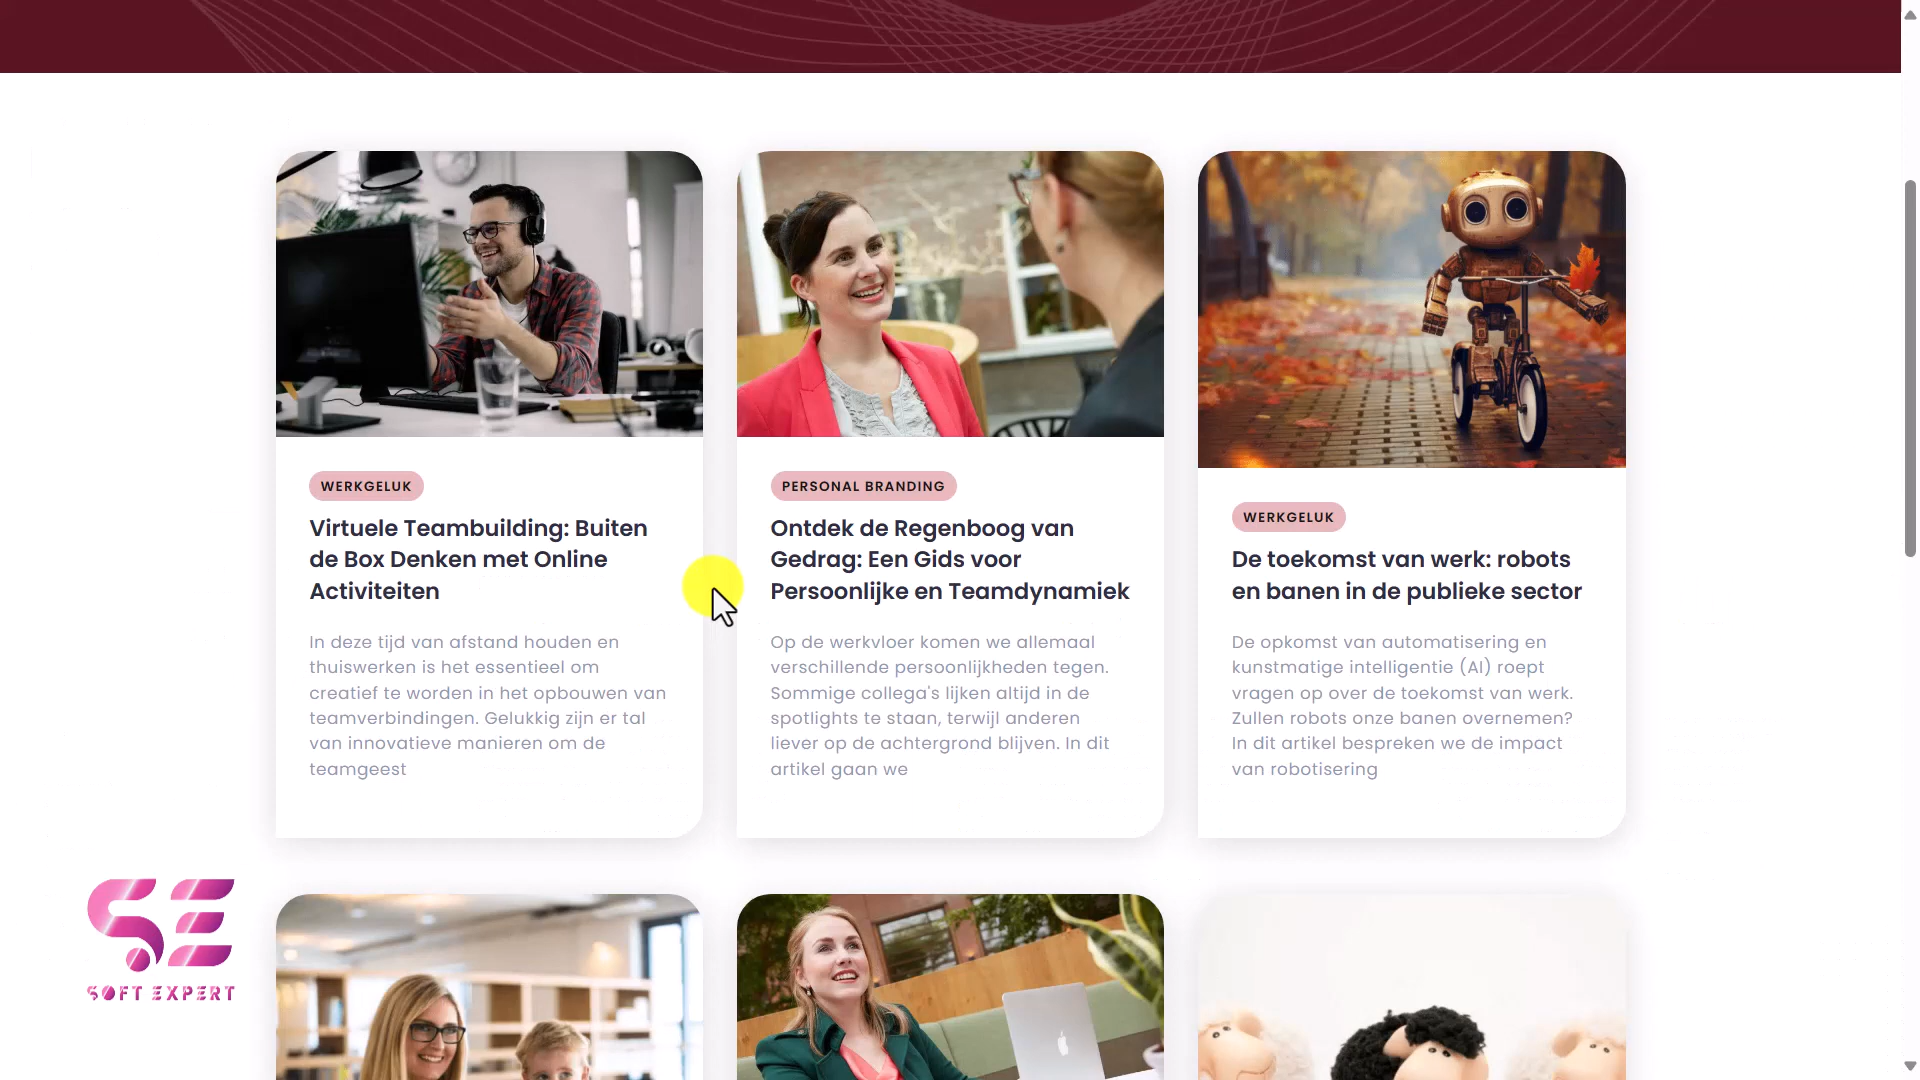 WERKGELUK
Virtuele Teambuilding: Buiten
de Box Denken met Online
Activiteiten
In deze tijd van afstand houden en
thuiswerken is het essentieel om
creatief te worden in het opbouwen van
teamverbindingen. Gelukkig zijn er tal
van innovatieve manieren om de
teamgeest
PERSONAL BRANDING
Ontdek de Regenboog van
Gedrag: Een Gids voor
Persoonlijke en Teamdynamiek
Op de werkvloer komen we allemaal
verschillende persoonlijkheden tegen.
Sommige collega's lijken altijd in de
spotlights te staan, terwijl anderen
liever op de achtergrond blijven. In dit
artikel gaan we
WERKGELUK
De toekomst van werk: robots
en banen in de publieke sector
De opkomst van automatisering en
kunstmatige intelligentie (AI) roept
vragen op over de toekomst van werk.
Zullen robots onze banen overnemen?
In dit artikel bespreken we de impact
van robotisering
SE
SOFT EXPERT